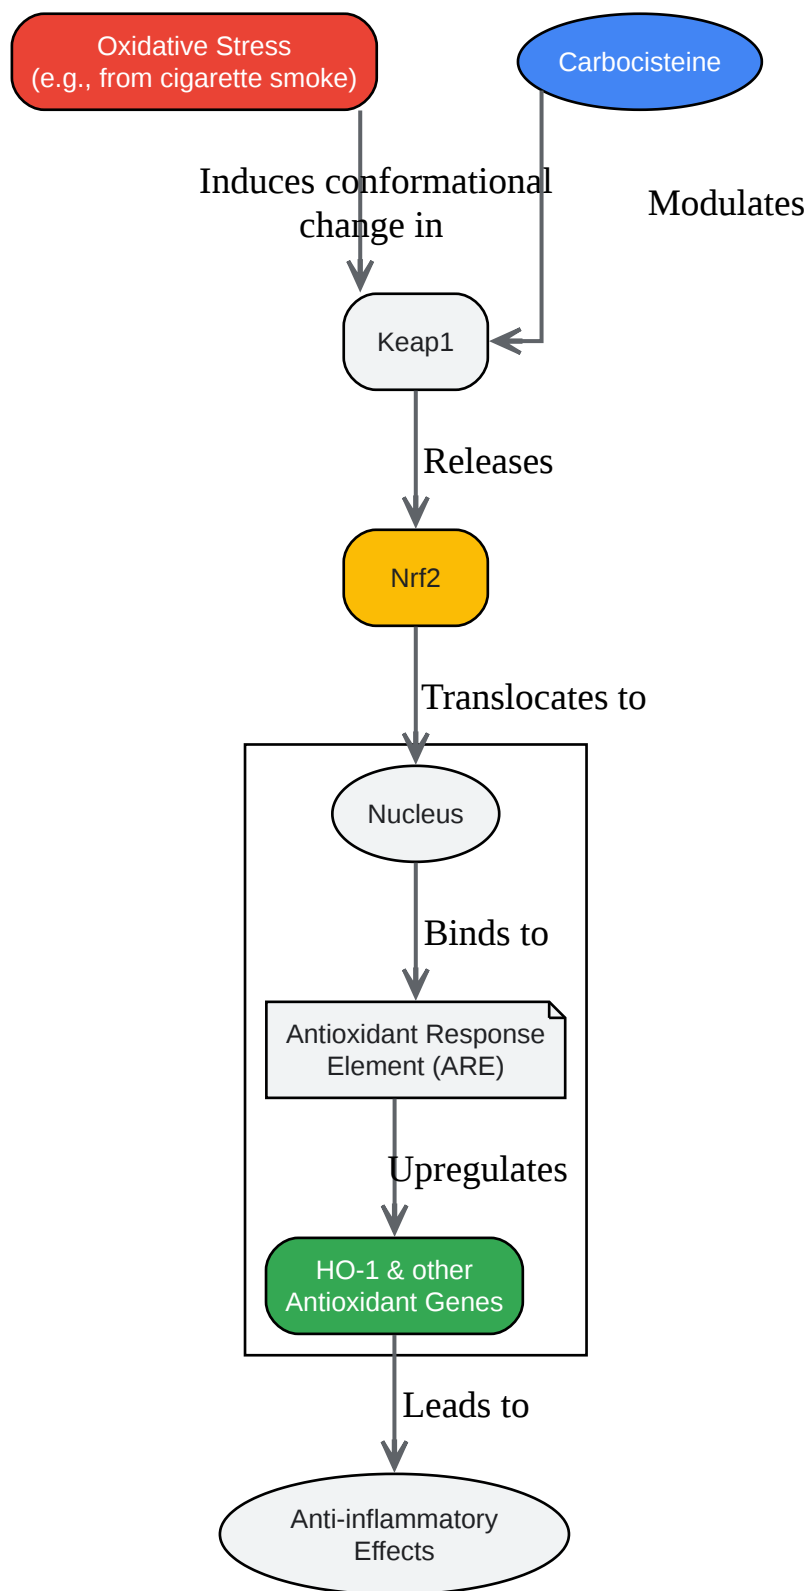 Oxidative Stress
(e.g., from cigarette smoke)
Carbocisteine
Induces conformational
change in
Modulates
Keap1
Releases
Nrf2
Translocates to
Nucleus
Binds to
Antioxidant Response
Element (ARE)
Upregulates
HO-1 & other
Antioxidant Genes
Leads to
Anti-inflammatory
Effects